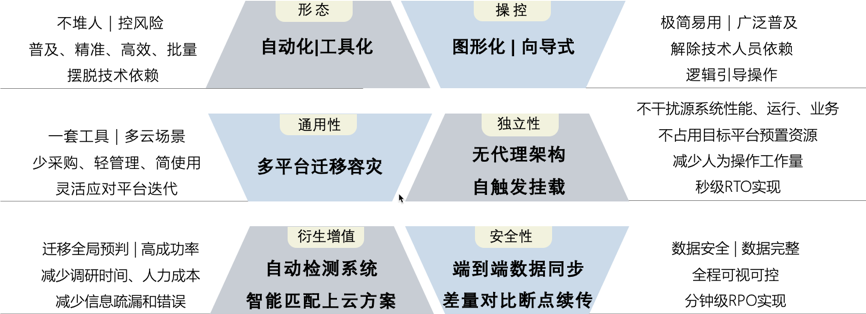 形态
操控
不堆人 | 控风险
普及、精准、高效、批量
摆脱技术依赖
自动化|工具化
图形化 | 向导式
极简易用 | 广泛普及
解除技术人员依赖
逻辑引导操作
通用性
独立性
一套工具 | 多云场景
少采购、轻管理、简使用
灵活应对平台迭代
多平台迁移容灾
无代理架构
自触发挂载
不干扰源系统性能、运行、业务
不占用目标平台预置资源
减少人为操作工作量
秒级RTO实现
衍生增值
安全性
迁移全局预判 | 高成功率
减少调研时间、人力成本
减少信息疏漏和错误
自动检测系统
智能匹配上云方案
端到端数据同步
差量对比断点续传
数据安全 | 数据完整
全程可视可控
分钟级RPO实现